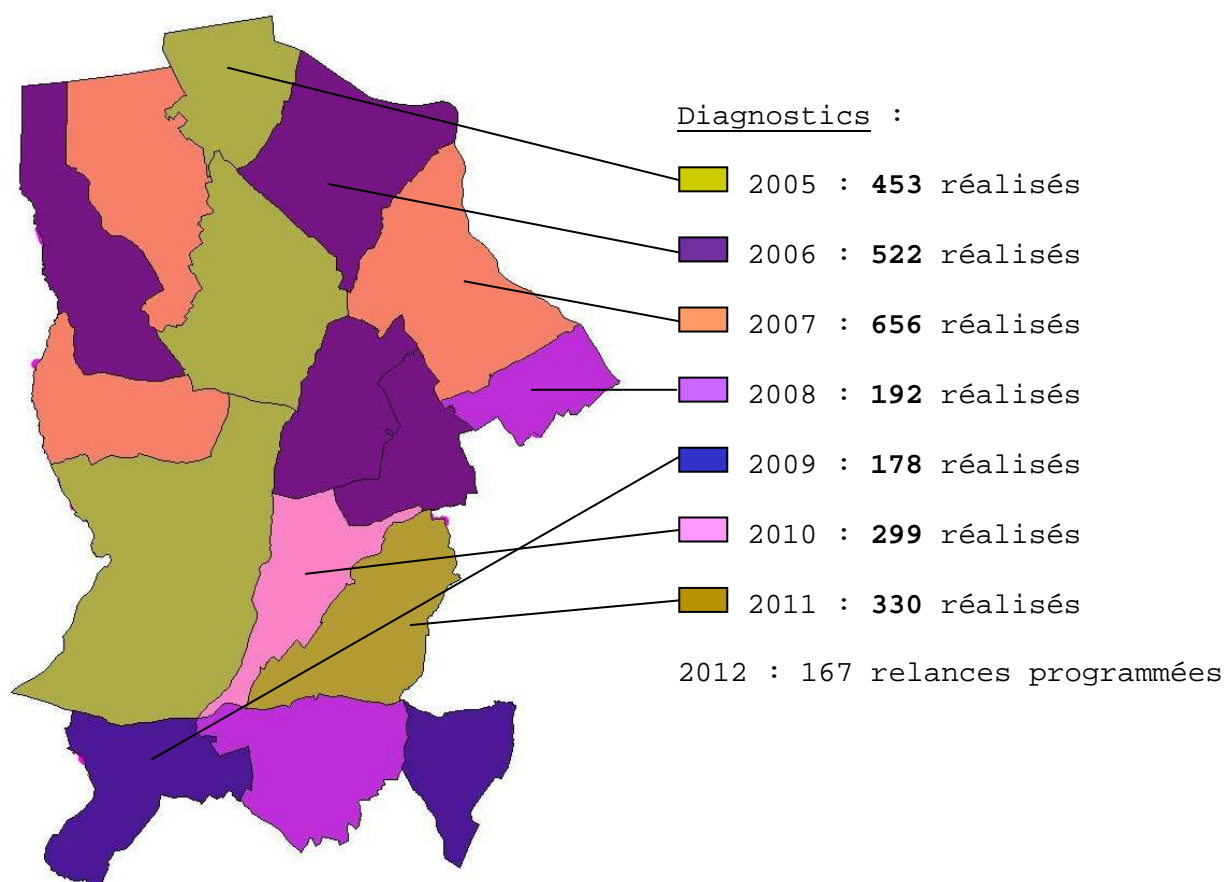 Diagnostics :
2005 : 453 réalisés
2006 : 522 réalisés
2007 : 656 réalisés
2008 : 192 réalisés
2009 : 178 réalisés
2010 : 299 réalisés
2011 : 330 réalisés
2012 : 167 relances programmées